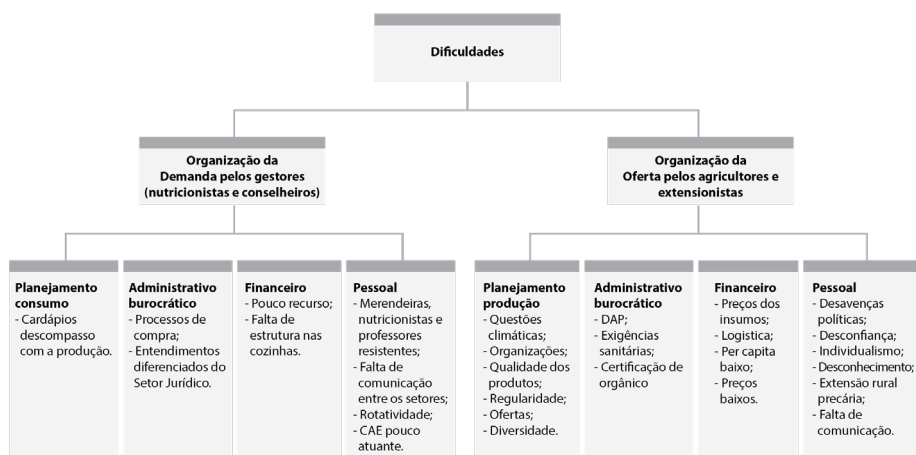 Dificuldades
Organização da
Demanda pelos gestores
(nutricionistas e conselheiros)
Organização da
Oferta pelos agricultores e
extensionistas
Planejamento
consumo
- Cardápios
descompasso
com a produção.
Administrativo
burocrático
- Processos de
compra;
- Entendimentos
diferenciados do
Setor Jurídico.
Financeiro
- Pouco recurso;
- Falta de
estrutura nas
cozinhas.
Pessoal
- Merendeiras,
nutricionistas e
professores
resistentes;
- Falta de
comunicação
entre os setores;
- Rotatividade;
- CAE pouco
atuante.
Planejamento
produção
- Questões
climáticas;
- Organizações;
- Qualidade dos
produtos;
- Regularidade;
- Ofertas;
- Diversidade.
Administrativo
burocrático
- DAP;
- Exigências
sanitárias;
- Certificação de
orgânico
Financeiro
- Preços dos
insumos;
- Logistica;
- Per capita
baixo;
- Preços
baixos.
Pessoal
- Desavenças
políticas;
- Desconfiança;
- Individualismo;
- Desconhecimento;
- Extensão rural
precária;
- Falta de
comunicação.